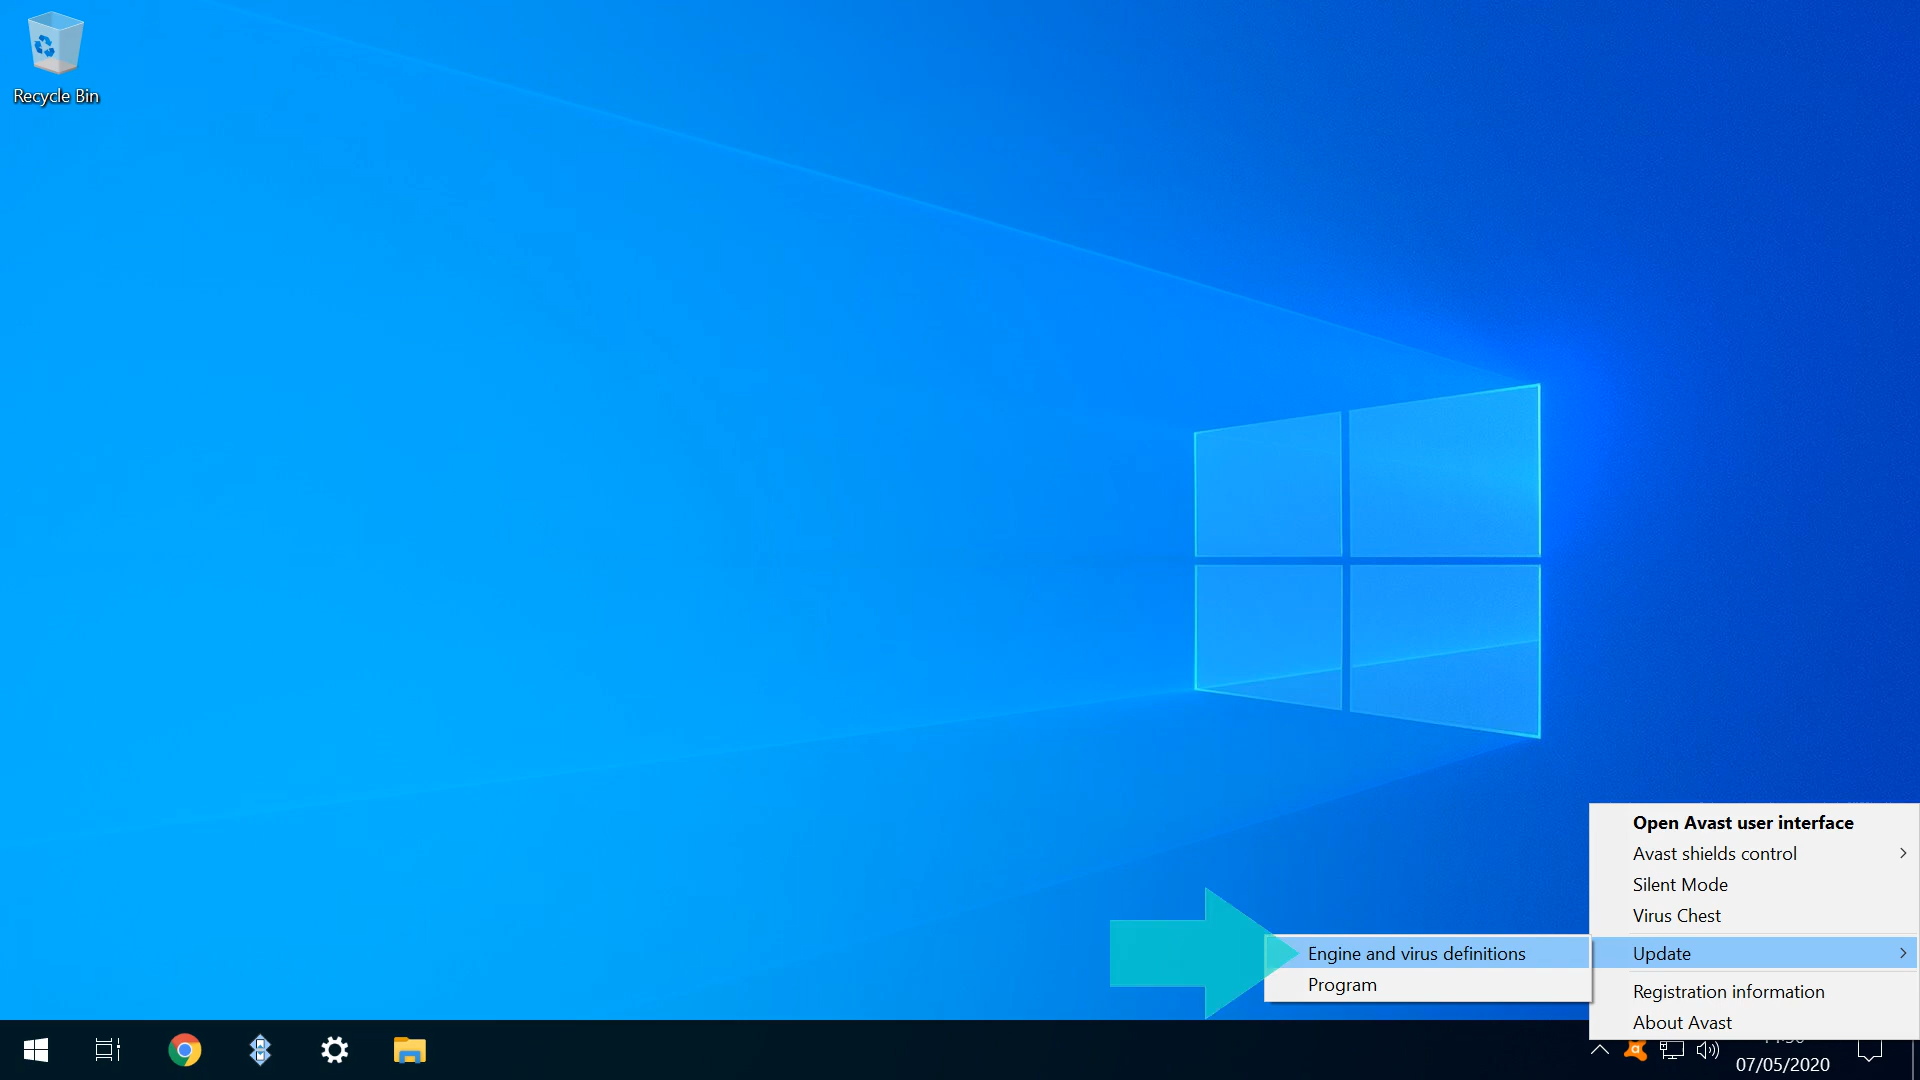 Recycle Bin
Open Avast user interface
Avast shields control
Silent Mode
Virus Chest
Update
Engine and virus definitions
Program
Registration information
About Avast
07/05/2020